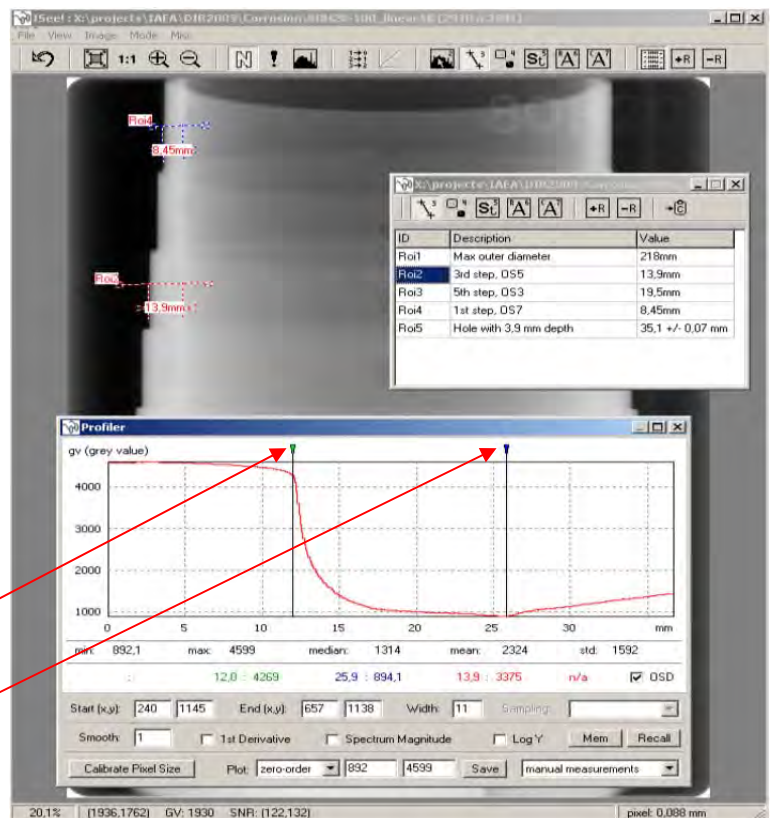 File View Image Mode Misc
1:1
Roi4
8,45mm
Roi2
13,9mm
ID Description Value
Roi1 Max outer diameter 218mm
Roi2 3rd step, OS5 13,9mm
Roi3 5th step, OS3 19,5mm
Roi4 1st step, OS7 8,45mm
Roi5 Hole with 3,9 mm depth 35,1 +/- 0,07 mm
Profiler
gv (grey value)
4000
3000
2000
1000
0 5 10 15 20 25 30 mm
min: 892,1 max: 4599 median: 1314 mean: 2324 std: 1592
: 12,0 : 4269 25,9 : 894,1 13,9 : 3375 n/a OSD
Start (x,y): 240 1145 End (x,y): 657 1138 Width: 11 Sampling:
Smooth: 1 1st Derivative Spectrum Magnitude Log Y Mem Recall
Calibrate Pixel Size Plot: zero-order 892 4599 Save manual measurements
20,1% (1936,1762) GV: 1930 SNR: (122,132) pixel: 0,088 mm